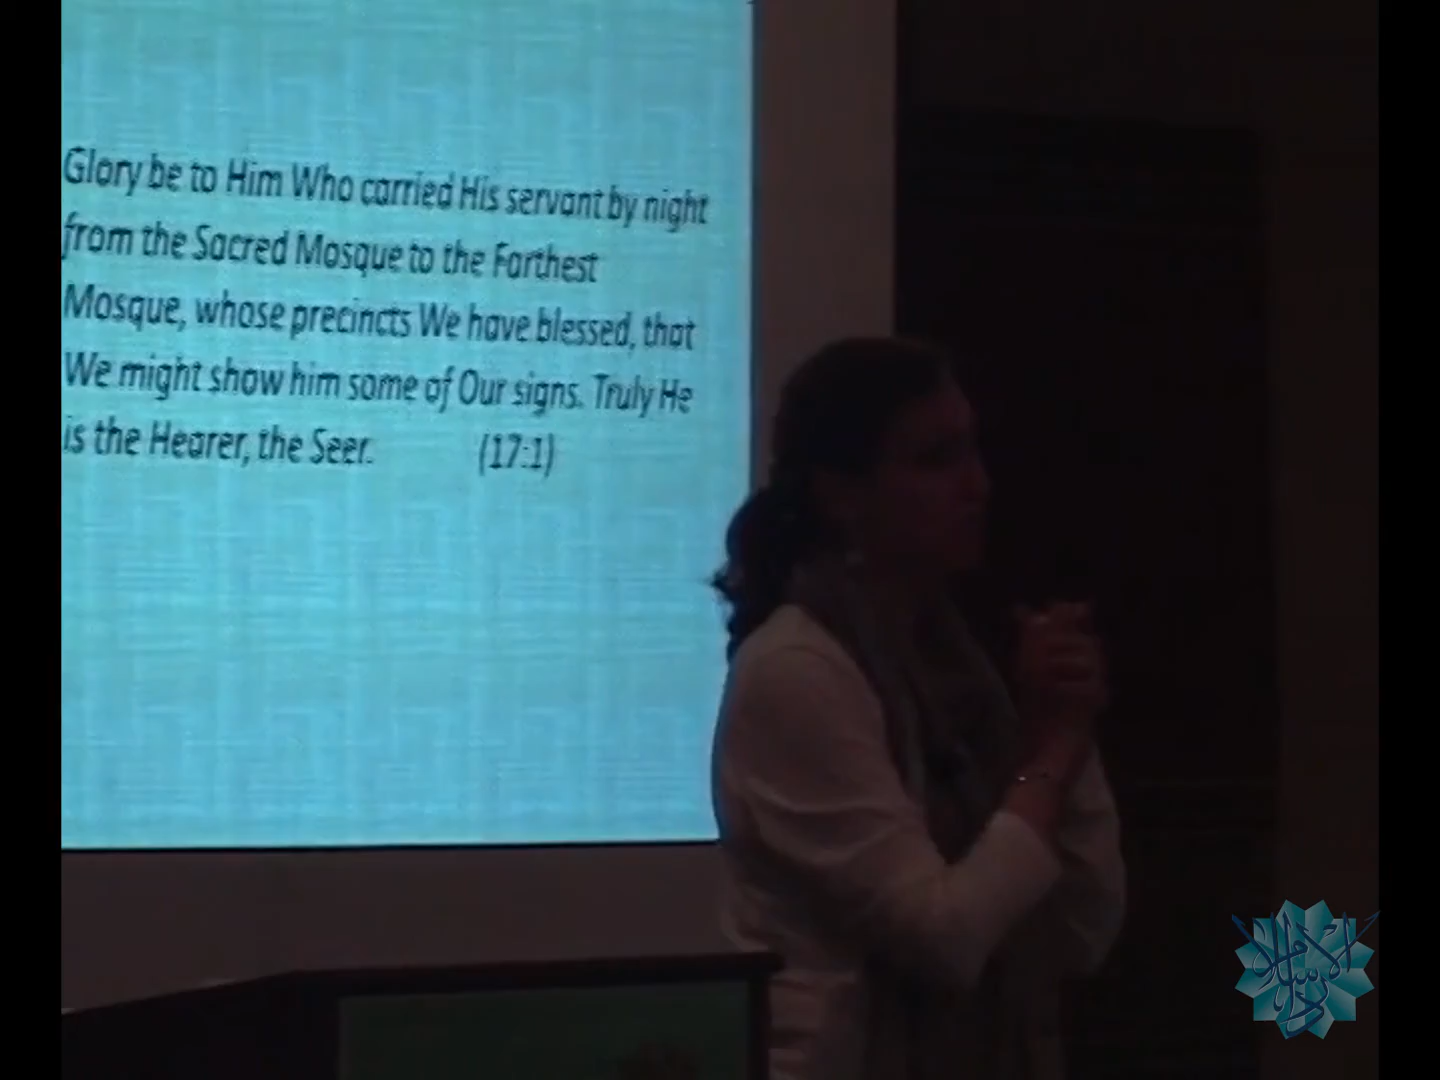 Glory be to Him Who carried His servant by night
from the Sacred Mosque to the Farthest
Mosque, whose precincts We have blessed, that
We might show him some of Our signs. Truly He
is the Hearer, the Seer. (17:1)